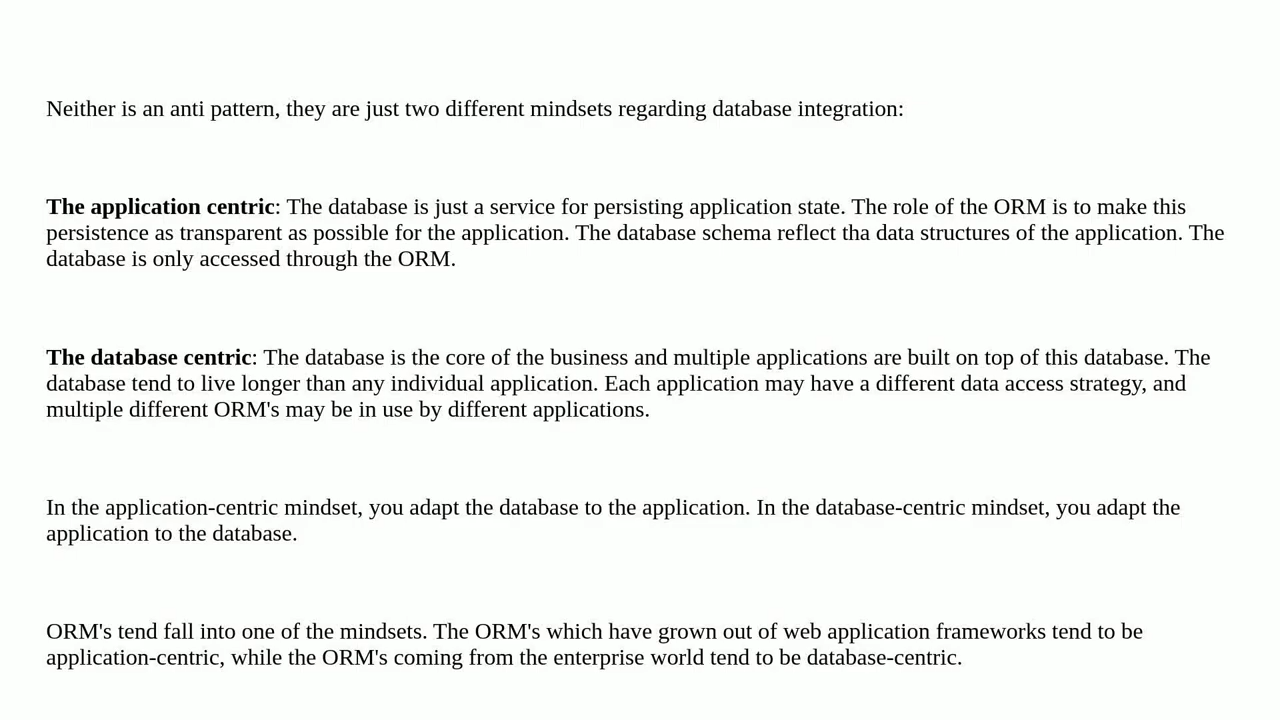 Neither is an anti pattern, they are just two different mindsets regarding database integration:
The application centric: The database is just a service for persisting application state. The role of the ORM is to make this
persistence as transparent as possible for the application. The database schema reflect tha data structures of the application. The
database is only accessed through the ORM.
The database centric: The database is the core of the business and multiple applications are built on top of this database. The
database tend to live longer than any individual application. Each application may have a different data access strategy, and
multiple different ORM's may be in use by different applications.
In the application-centric mindset, you adapt the database to the application. In the database-centric mindset, you adapt the
application to the database.
ORM's tend fall into one of the mindsets. The ORM's which have grown out of web application frameworks tend to be
application-centric, while the ORM's coming from the enterprise world tend to be database-centric.